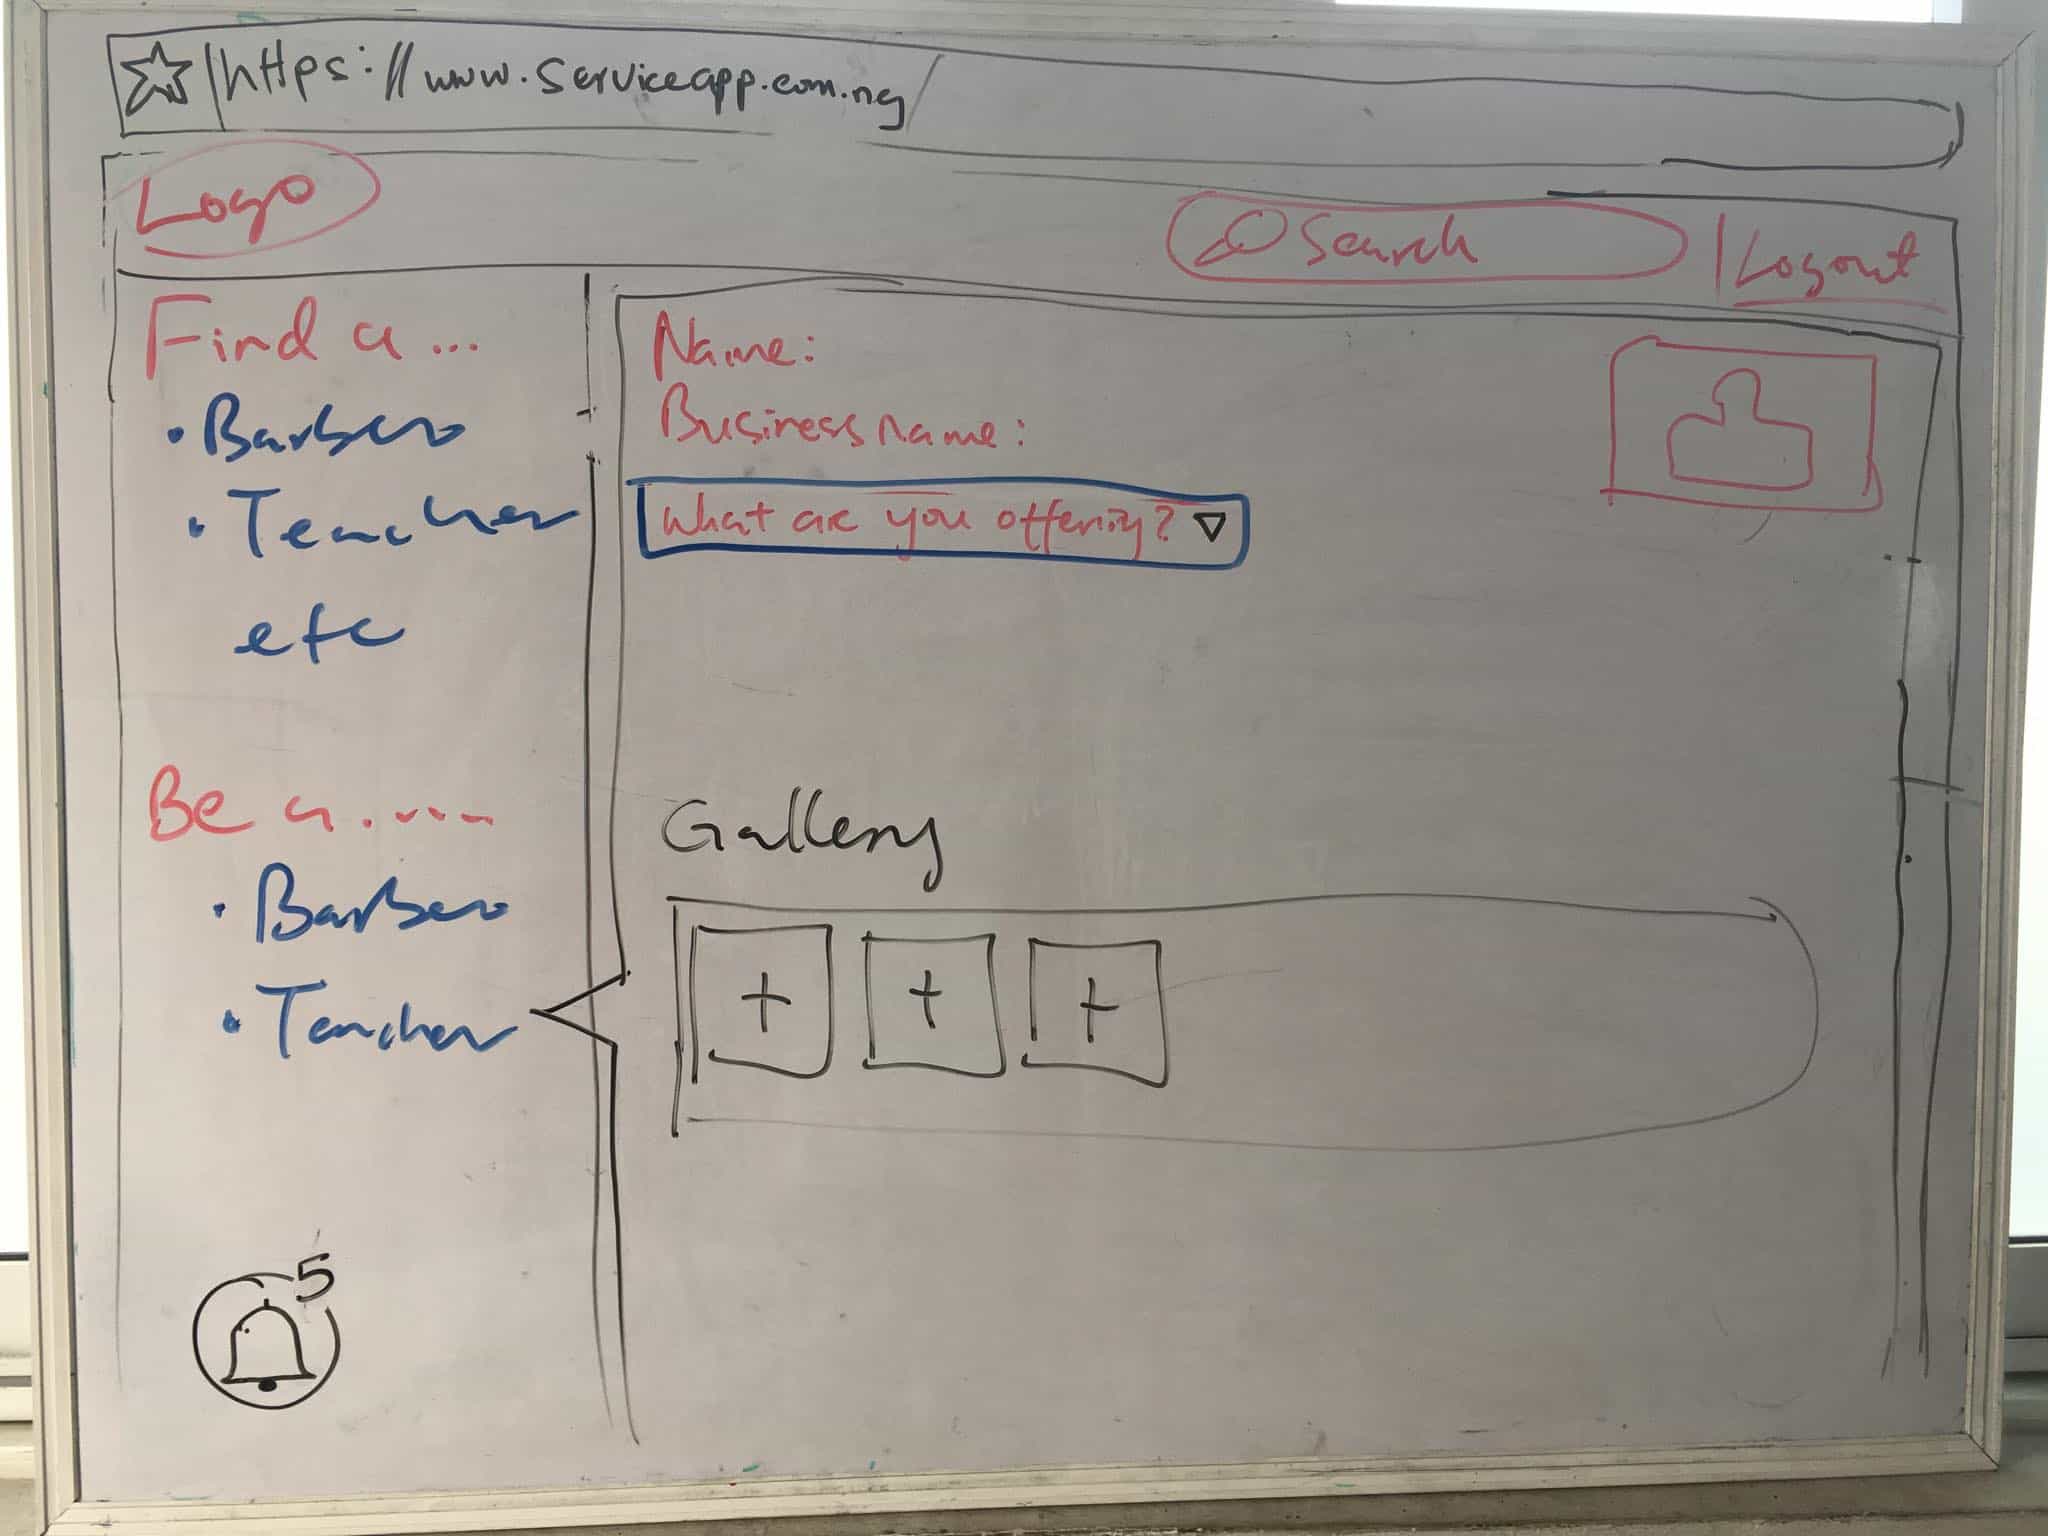 https://www.serviceapp.com.ng/
Logo
Search
| Logout
Find a...
• Barber
• Teacher
etc
Be a....
• Barber
• Teacher
5
Name:
Business name:
What are you offering?
Gallery
+ + +